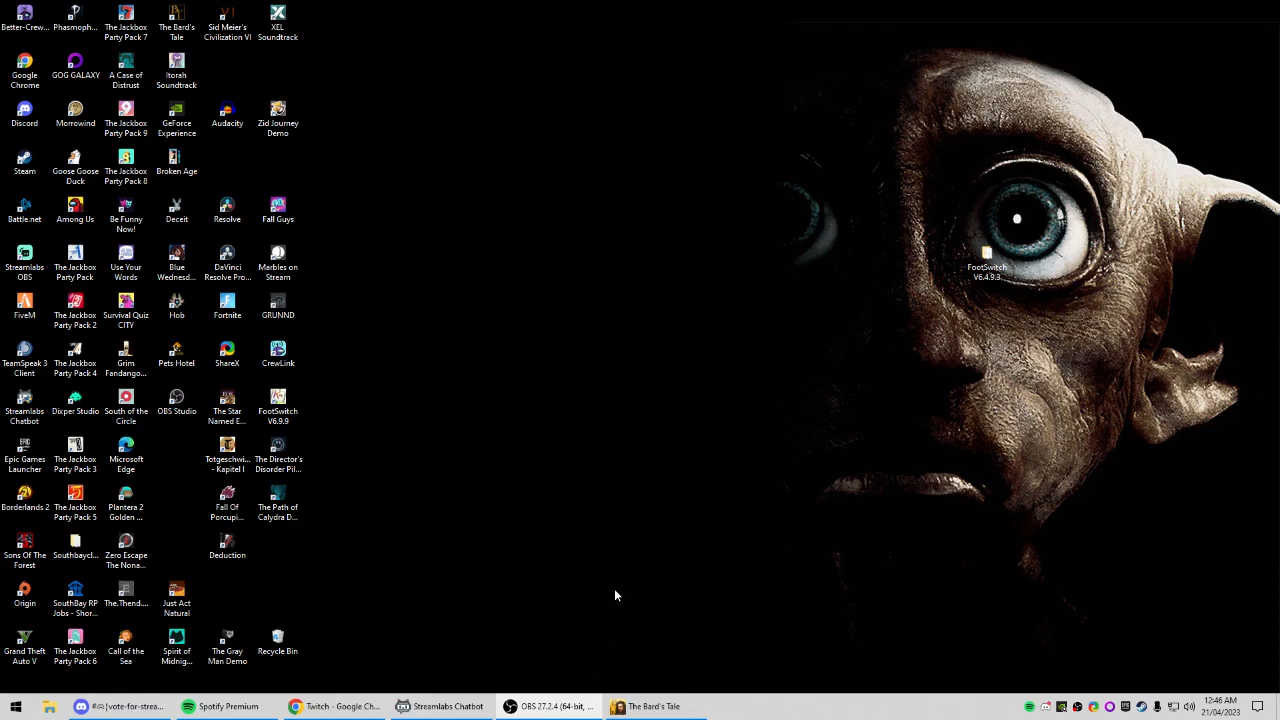 Better-Crew...
Phasmoph...
The Jackbox
Party Pack 7
The Bard's
Tale
Sid Meier's
Civilization VI
XEL
Soundtrack
Google
Chrome
GOG GALAXY
A Case of
Distrust
Itorah
Soundtrack
Discord
Morrowind
The Jackbox
Party Pack 9
GeForce
Experience
Audacity
Zid Journey
Demo
Steam
Goose Goose
Duck
The Jackbox
Party Pack 8
Broken Age
Battle.net
Among Us
Be Funny
Now!
Deceit
Resolve
Fall Guys
Streamlabs
OBS
The Jackbox
Party Pack
Use Your
Words
Blue
Wednesd...
DaVinci
Resolve Pro...
Marbles on
Stream
FootSwitch
V6.4.9.3
FiveM
The Jackbox
Party Pack 2
Survival Quiz
CITY
Hob
Fortnite
GRUNND
TeamSpeak 3
Client
The Jackbox
Party Pack 4
Grim
Fandango...
Pets Hotel
ShareX
CrewLink
Streamlabs
Chatbot
Dixper Studio
South of the
Circle
OBS Studio
The Star
Named E...
FootSwitch
V6.9.9
Epic Games
Launcher
The Jackbox
Party Pack 3
Microsoft
Edge
Totgeschwi...
- Kapitel I
The Director's
Disorder Pil...
Borderlands 2
The Jackbox
Party Pack 5
Plantera 2
Golden ...
Fall Of
Porcupi...
The Path of
Calydra D...
Sons Of The
Forest
Southbaycl...
Zero Escape
The Nona...
Deduction
Origin
SouthBay RP
Jobs - Shor...
The.Thend....
Just Act
Natural
Grand Theft
Auto V
The Jackbox
Party Pack 6
Call of the
Sea
Spirit of
Midnig...
The Gray
Man Demo
Recycle Bin
Spotify Premium
Twitch - Google Ch...
Streamlabs Chatbot
OBS 27.2.4 (64-bit, ...
The Bard's Tale
12:46 AM
21/04/2023